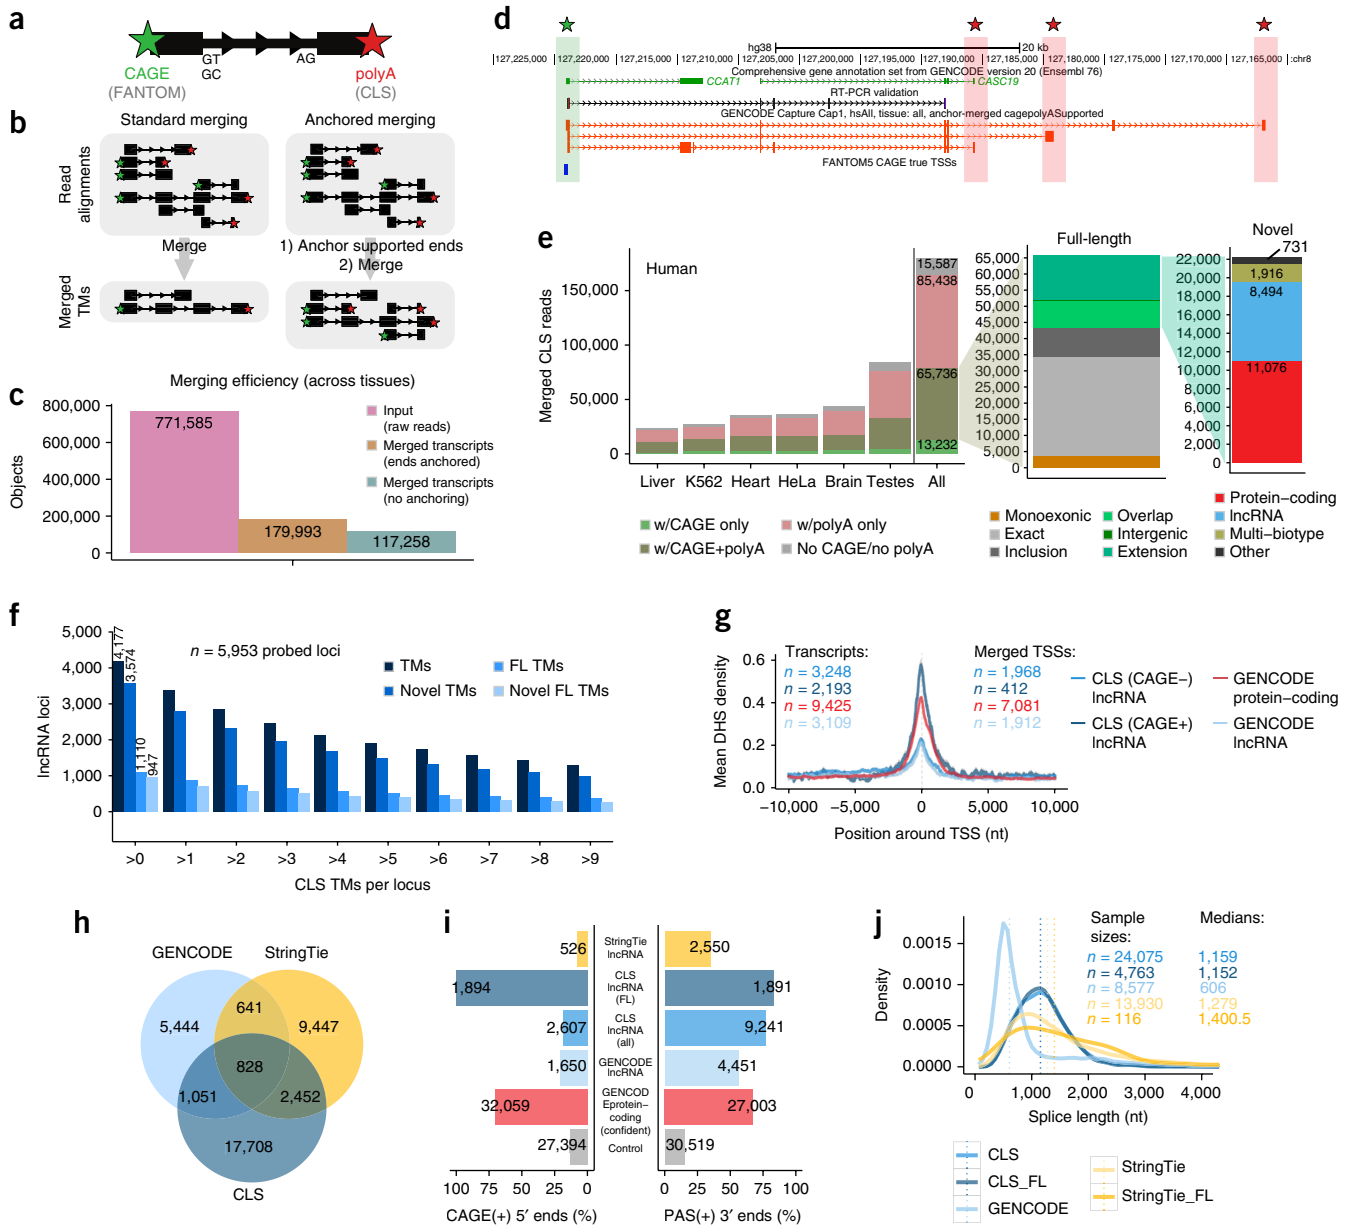 a
GT
GC
AG
CAGE
(FANTOM)
polyA
(CLS)
b
Standard merging
Anchored merging
Read
alignments
Merge
1) Anchor supported ends
2) Merge
Merged
TMs
c
Merging efficiency (across tissues)
Objects
800,000
600,000
400,000
200,000
0
771,585
179,993
117,258
Input
(raw reads)
Merged transcripts
(ends anchored)
Merged transcripts
(no anchoring)
d
hg38
20 kb
127,225,000
127,220,000
127,215,000
127,210,000
127,205,000
127,200,000
127,195,000
127,190,000
127,185,000
127,180,000
127,175,000
127,170,000
127,165,000
:chr8
Comprehensive gene annotation set from GENCODE version 20 (Ensembl 76)
CCAT1
CASC19
RT-PCR validation
GENCODE Capture Cap1, hsAll, tissue: all, anchor-merged cagepolyASupported
FANTOM5 CAGE true TSSs
e
Human
Merged CLS reads
150,000
100,000
50,000
0
15,587
85,438
65,736
13,232
Liver K562 Heart HeLa Brain Testes All
w/CAGE only
w/polyA only
w/CAGE+polyA
No CAGE/no polyA
Full-length
65,000
60,000
55,000
50,000
45,000
40,000
35,000
30,000
25,000
20,000
15,000
10,000
5,000
0
Monoexonic
Overlap
Exact
Intergenic
Inclusion
Extension
Novel
731
22,000
20,000
18,000
16,000
14,000
12,000
10,000
8,000
6,000
4,000
2,000
0
1,916
8,494
11,076
Protein−coding
lncRNA
Multi−biotype
Other
f
lncRNA loci
5,000
4,000
3,000
2,000
1,000
0
4,177
3,574
1,110
947
n = 5,953 probed loci
TMs
FL TMs
Novel TMs
Novel FL TMs
>0 >1 >2 >3 >4 >5 >6 >7 >8 >9
CLS TMs per locus
g
Mean DHS density
0.6
0.4
0.2
0.0
Transcripts:
n = 3,248
n = 2,193
n = 9,425
n = 3,109
Merged TSSs:
n = 1,968
n = 412
n = 7,081
n = 1,912
−10,000 −5,000 0 5,000 10,000
Position around TSS (nt)
CLS (CAGE−)
lncRNA
GENCODE
protein−coding
CLS (CAGE+)
lncRNA
GENCODE
lncRNA
h
GENCODE
StringTie
5,444
641
9,447
828
1,051
2,452
17,708
CLS
i
526
1,894
2,607
1,650
32,059
27,394
StringTie
lncRNA
CLS
lncRNA
(FL)
CLS
lncRNA
(all)
GENCODE
lncRNA
GENCOD
Eprotein−
coding
(confident)
Control
2,550
1,891
9,241
4,451
27,003
30,519
100 75 50 25 0
CAGE(+) 5′ ends (%)
0 25 50 75 100
PAS(+) 3′ ends (%)
j
Density
0.0015
0.0010
0.0005
0.0000
Sample
sizes:
n = 24,075
n = 4,763
n = 8,577
n = 13,930
n = 116
Medians:
1,159
1,152
606
1,279
1,400.5
0 1,000 2,000 3,000 4,000
Splice length (nt)
CLS
CLS_FL
GENCODE
StringTie
StringTie_FL